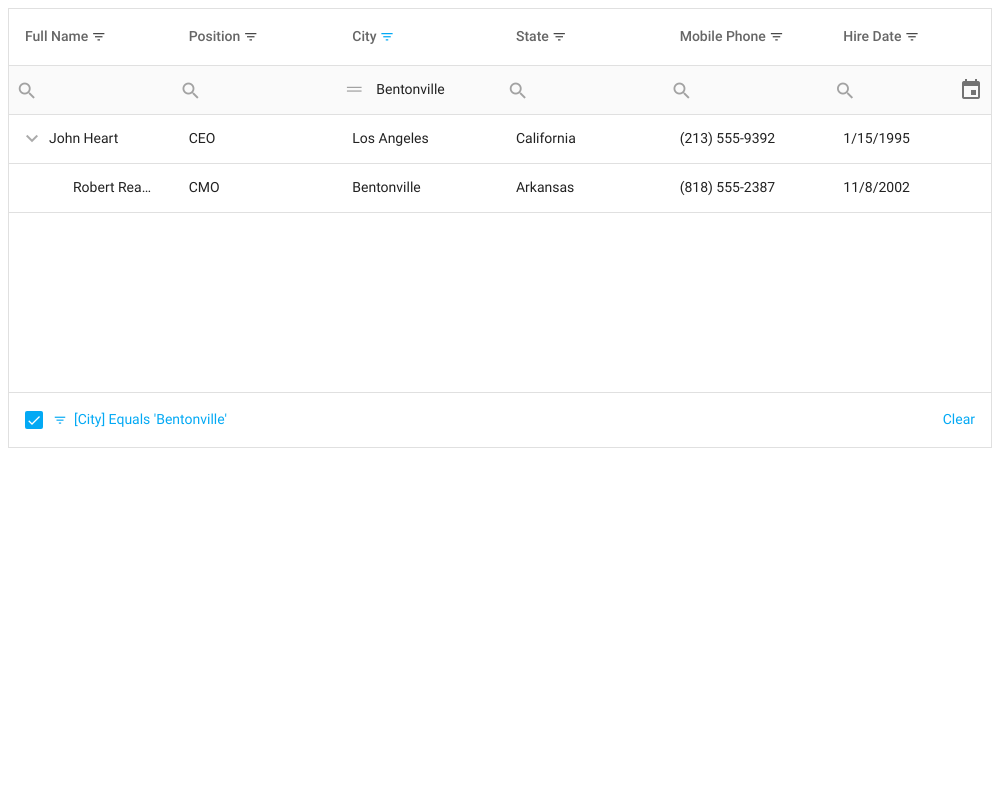 Full Name Position City State Mobile Phone Hire Date
Bentonville
John Heart CEO Los Angeles California (213) 555-9392 1/15/1995
Robert Rea... CMO Bentonville Arkansas (818) 555-2387 11/8/2002
[City] Equals 'Bentonville' Clear